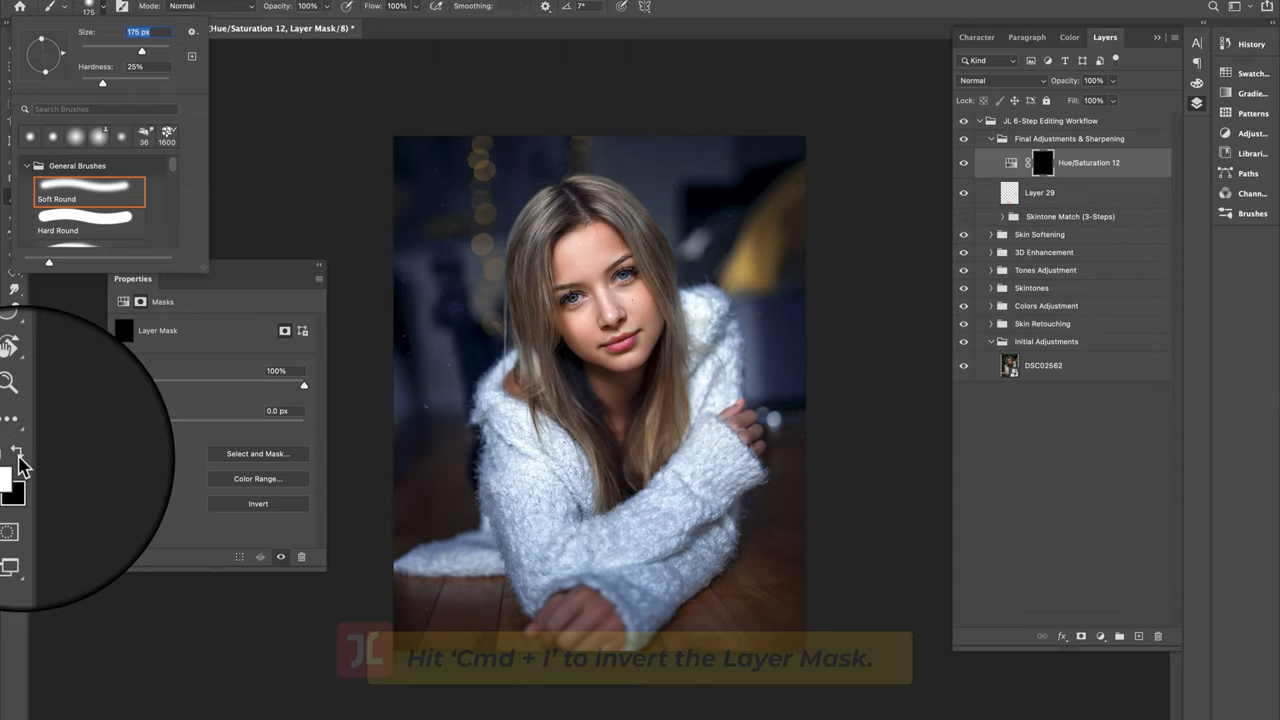 175
Mode: Normal
Opacity: 100%
Flow: 100%
Smoothing:
7°
(Hue/Saturation 12, Layer Mask/8) *
Size: 175 px
Hardness: 25%
Search Brushes
36
1600
General Brushes
Soft Round
Hard Round
Properties
Masks
Layer Mask
100%
0.0 px
Select and Mask...
Color Range...
Invert
JL
Hit ‘Cmd + I’ to invert the Layer Mask.
Character
Paragraph
Color
Layers
Kind
Normal
Opacity: 100%
Lock:
Fill: 100%
JL 6-Step Editing Workflow
Final Adjustments & Sharpening
Hue/Saturation 12
Layer 29
Skintone Match (3-Steps)
Skin Softening
3D Enhancement
Tones Adjustment
Skintones
Colors Adjustment
Skin Retouching
Initial Adjustments
DSC02562
History
Swatch...
Gradie...
Patterns
Adjust...
Librari...
Paths
Chann...
Brushes